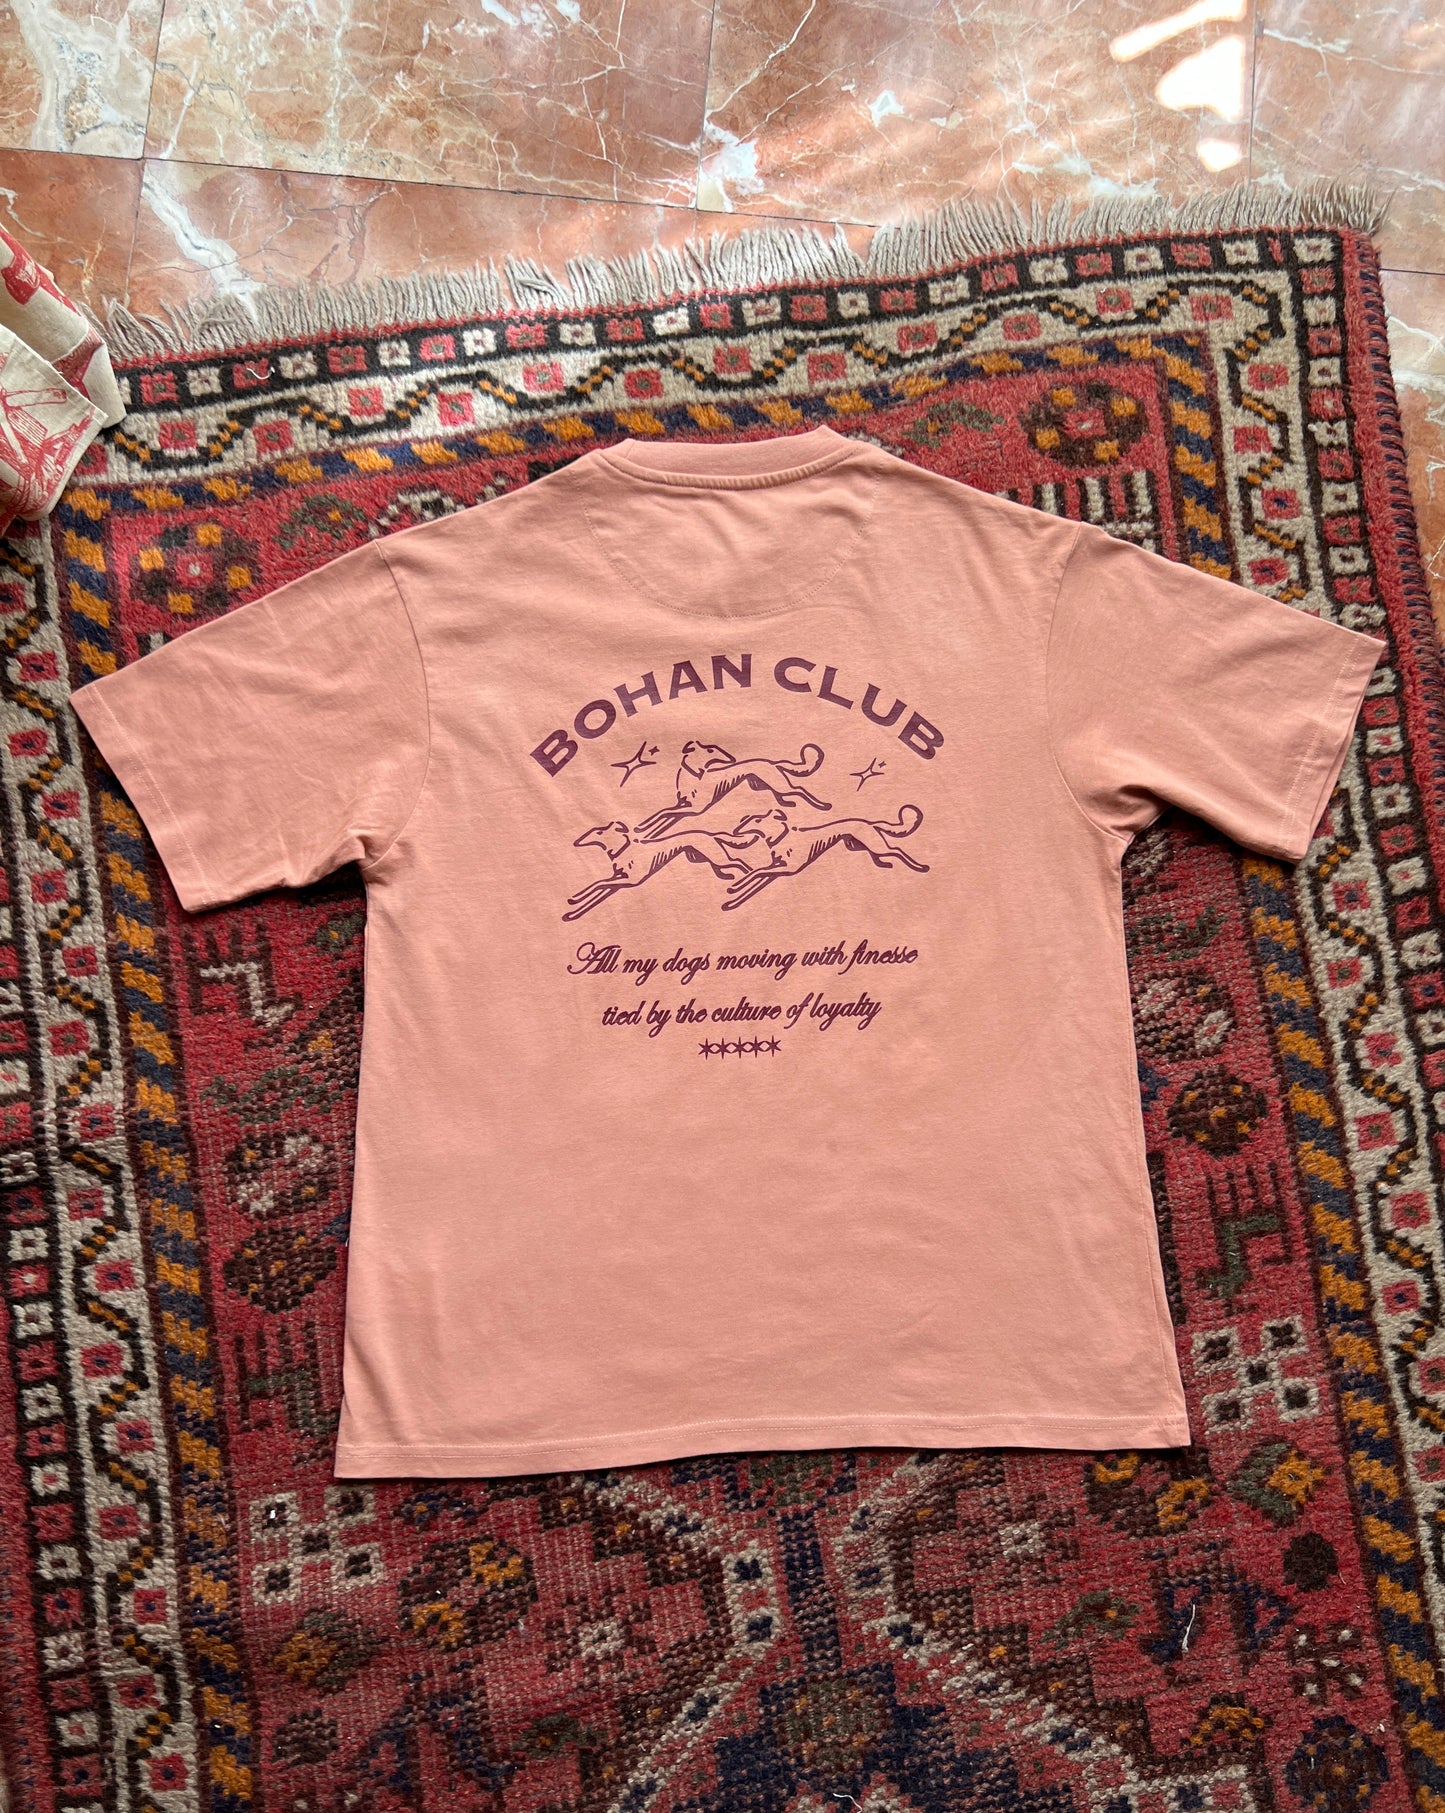 BOHAN CLUB
All my dogs moving with finesse
tied by the culture of loyalty